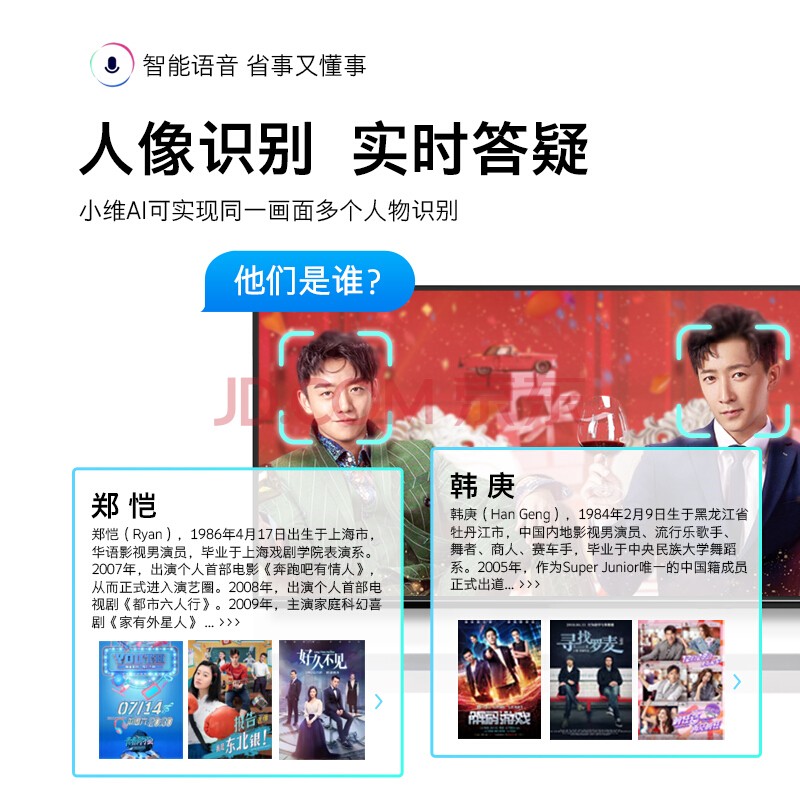 智能语音 省事又懂事
人像识别 实时答疑
小维AI可实现同一画面多个人物识别
他们是谁?
JD.COM 京东
郑恺
郑恺（Ryan），1986年4月17日出生于上海市，
华语影视男演员，毕业于上海戏剧学院表演系。
2007年，出演个人首部电影《奔跑吧有情人》，
从而正式进入演艺圈。2008年，出演个人首部电
视剧《都市六人行》。2009年，主演家庭科幻喜
剧《家有外星人》 ... >>>
韩庚
韩庚（Han Geng），1984年2月9日生于黑龙江省
牡丹江市，中国内地影视男演员、流行乐歌手、
舞者、商人、赛车手，毕业于中央民族大学舞蹈
系。2005年，作为Super Junior唯一的中国籍成员
正式出道... >>>
07/14
报告
东北银!
好久不见
寻找罗麦